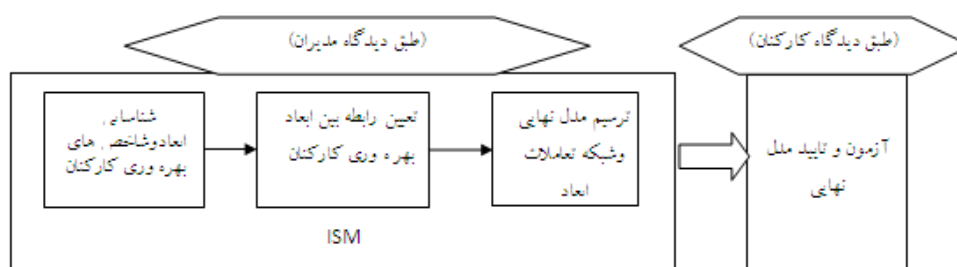 (طبق دیدگاه مدیران)
(طبق دیدگاه کارکنان)
شناسایی
ابعادوشاخص های
بهره وری کارکنان
تعیین رابطه بین ابعاد
بهره وری کارکنان
ترسیم مدل نهایی
وشبکه تعاملات
ابعاد
ISM
آزمون و تایید مدل
نهایی